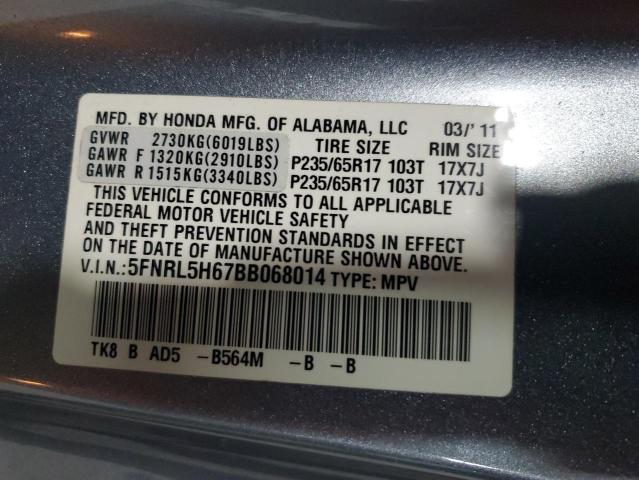 MFD. BY HONDA MFG. OF ALABAMA, LLC 03/'11
GVWR 2730KG(6019LBS) TIRE SIZE RIM SIZE
GAWR F 1320KG(2910LBS) P235/65R17 103T 17X7J
GAWR R 1515KG(3340LBS) P235/65R17 103T 17X7J
THIS VEHICLE CONFORMS TO ALL APPLICABLE
FEDERAL MOTOR VEHICLE SAFETY
AND THEFT PREVENTION STANDARDS IN EFFECT
ON THE DATE OF MANUFACTURE SHOWN ABOVE.
V.I.N.:5FNRL5H67BB068014 TYPE: MPV
TK8 B AD5 -B564M -B -B